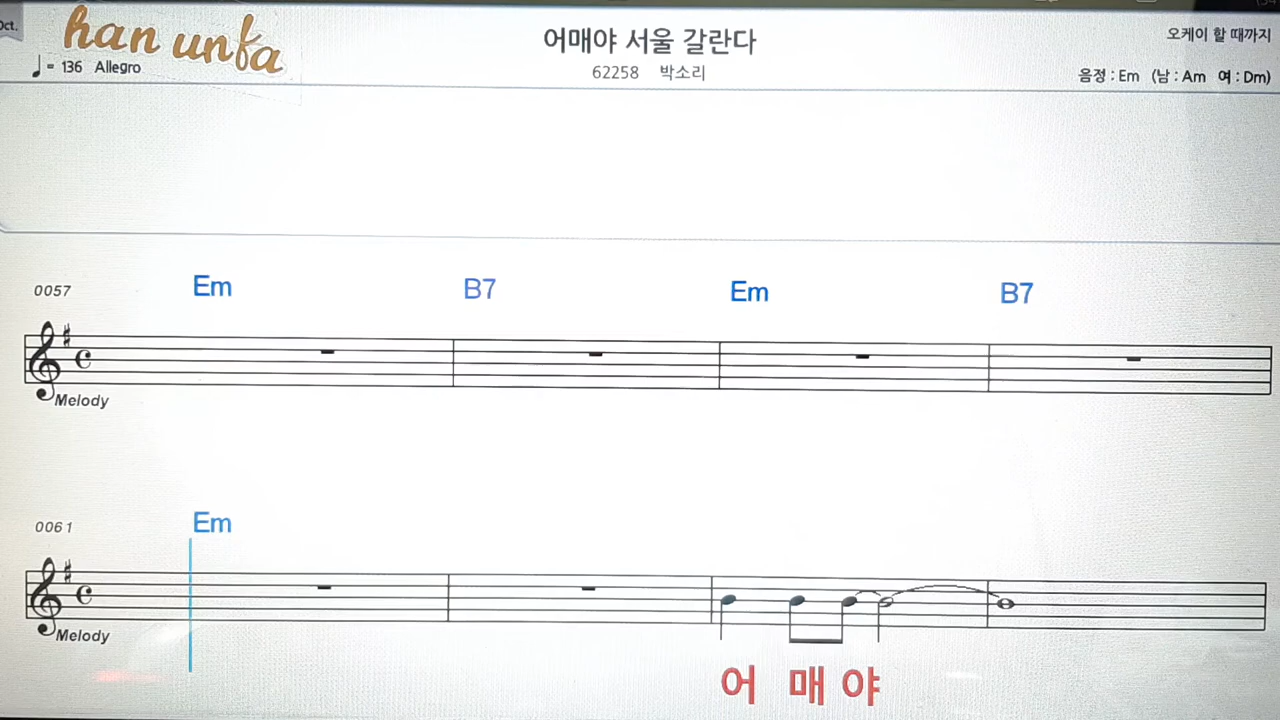 Oct.
han unfa
어매야 서울 갈란다
오케이 할 때까지
♩= 136 Allegro
62258 박소리
음정 : Em (남 : Am 여 : Dm)
Em B7 Em B7
0057
Melody
Em
0061
Melody
어 매 야